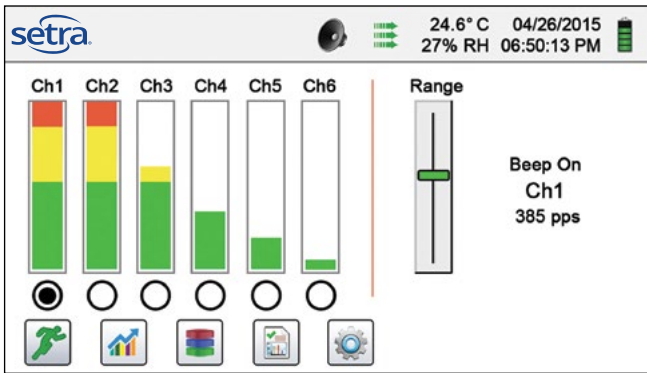 setra
24.6° C 04/26/2015
27% RH 06:50:13 PM
Ch1 Ch2 Ch3 Ch4 Ch5 Ch6 Range
Beep On
Ch1
385 pps